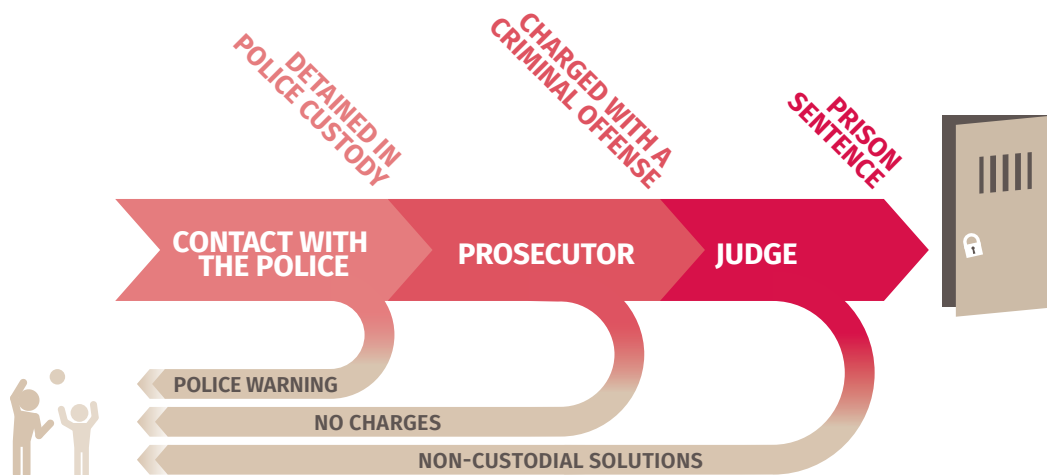 DETAINED IN
POLICE CUSTODY
CHARGED WITH A
CRIMINAL OFFENSE
PRISON
SENTENCE
CONTACT WITH
THE POLICE
PROSECUTOR
JUDGE
POLICE WARNING
NO CHARGES
NON-CUSTODIAL SOLUTIONS